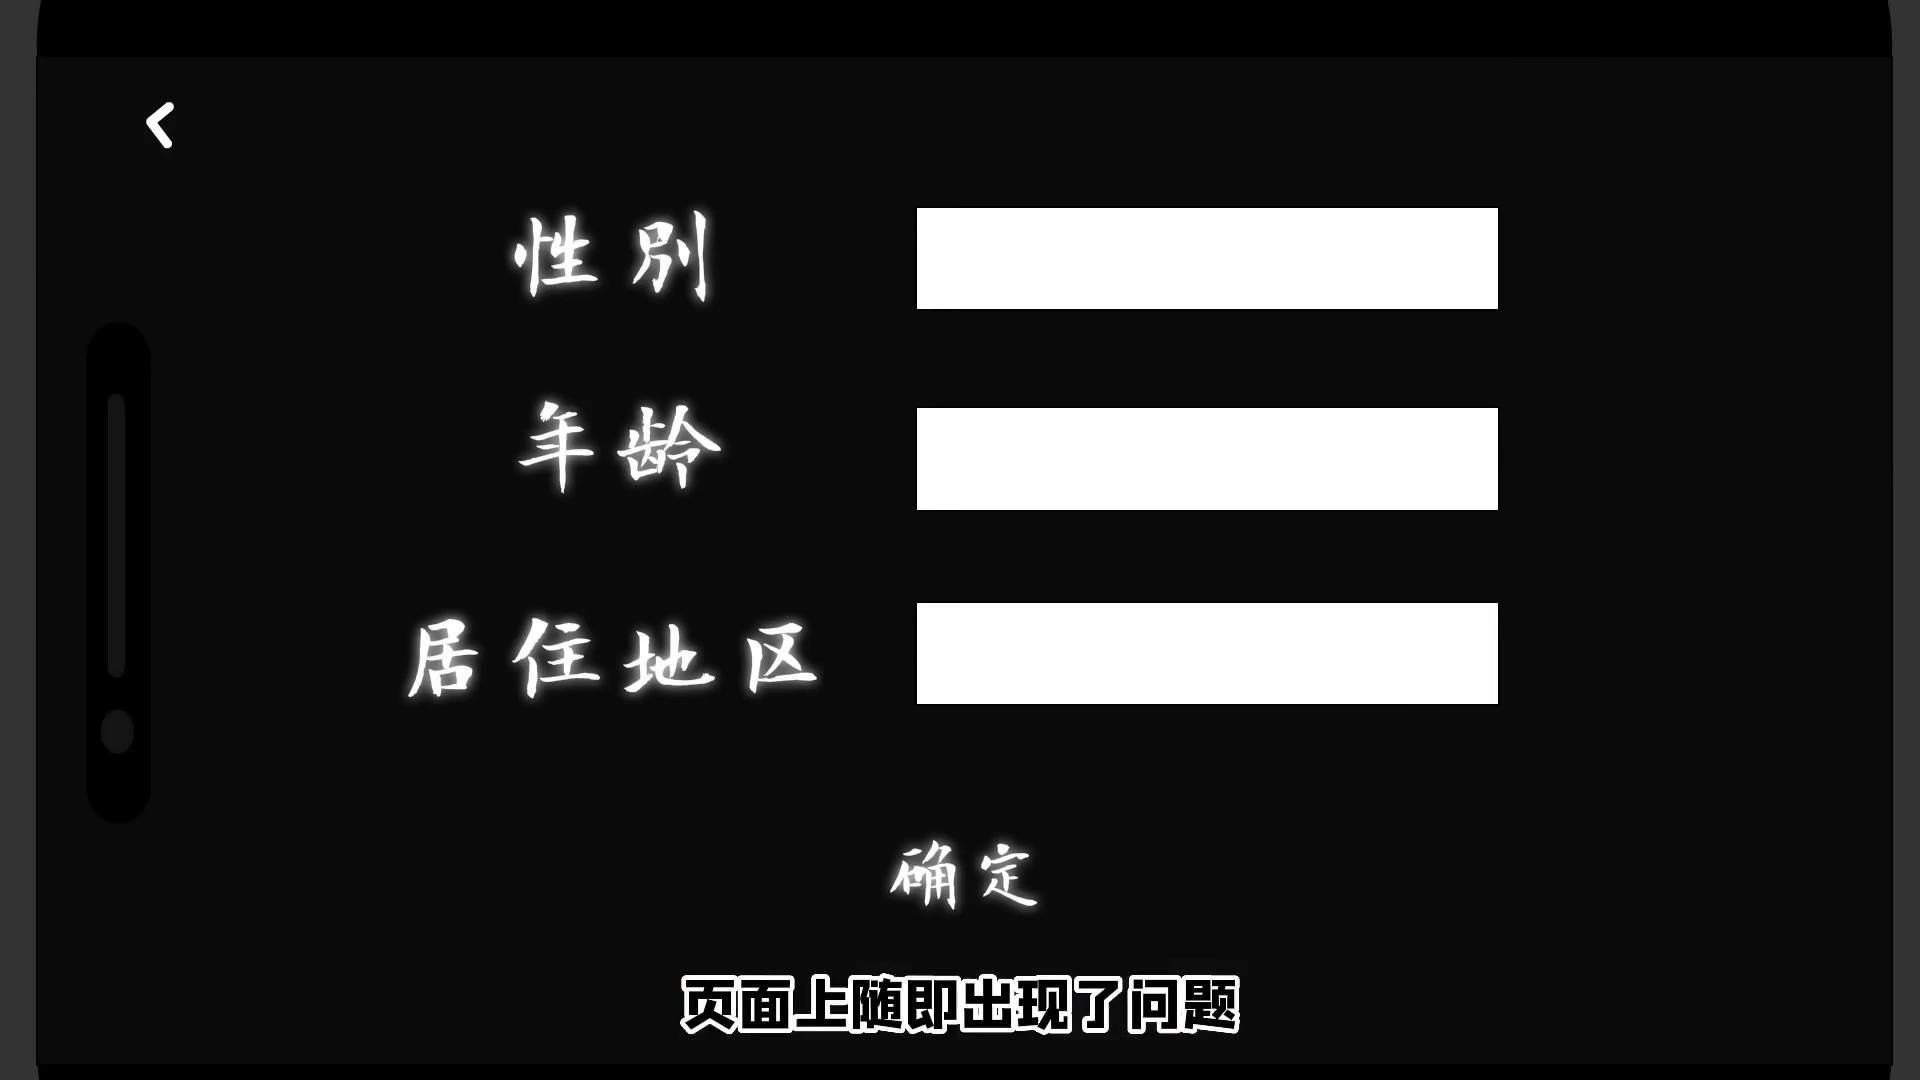 性别
年龄
居住地区
确定
页面上随即出现了问题